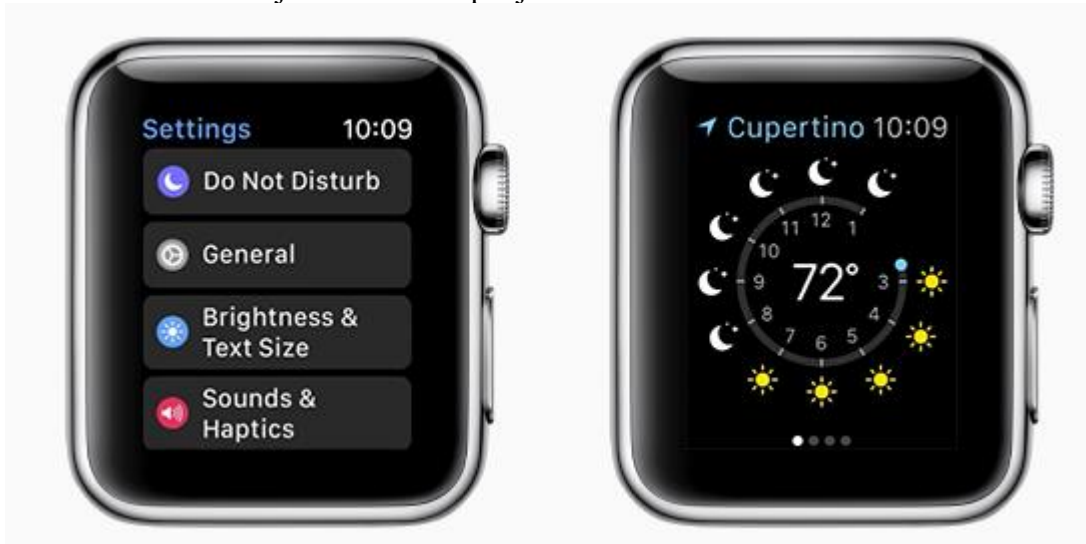 Settings 10:09
Do Not Disturb
General
Brightness &
Text Size
Sounds &
Haptics
Cupertino 10:09
12
11 1
10
72°
9 3
8 4
7 5
6